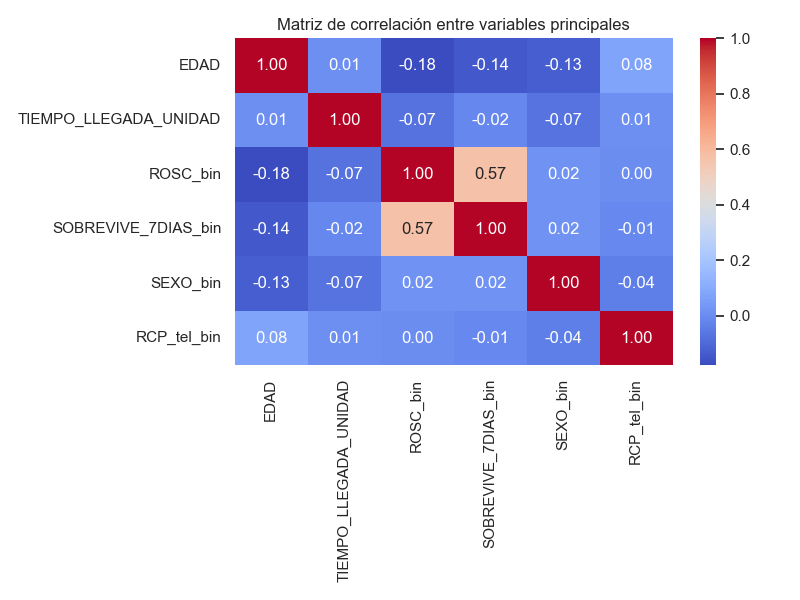 Matriz de correlación entre variables principales
EDAD 1.00 0.01 -0.18 -0.14 -0.13 0.08
TIEMPO_LLEGADA_UNIDAD 0.01 1.00 -0.07 -0.02 -0.07 0.01
ROSC_bin -0.18 -0.07 1.00 0.57 0.02 0.00
SOBREVIVE_7DIAS_bin -0.14 -0.02 0.57 1.00 0.02 -0.01
SEXO_bin -0.13 -0.07 0.02 0.02 1.00 -0.04
RCP_tel_bin 0.08 0.01 0.00 -0.01 -0.04 1.00
EDAD
TIEMPO_LLEGADA_UNIDAD
ROSC_bin
SOBREVIVE_7DIAS_bin
SEXO_bin
RCP_tel_bin
1.0
0.8
0.6
0.4
0.2
0.0